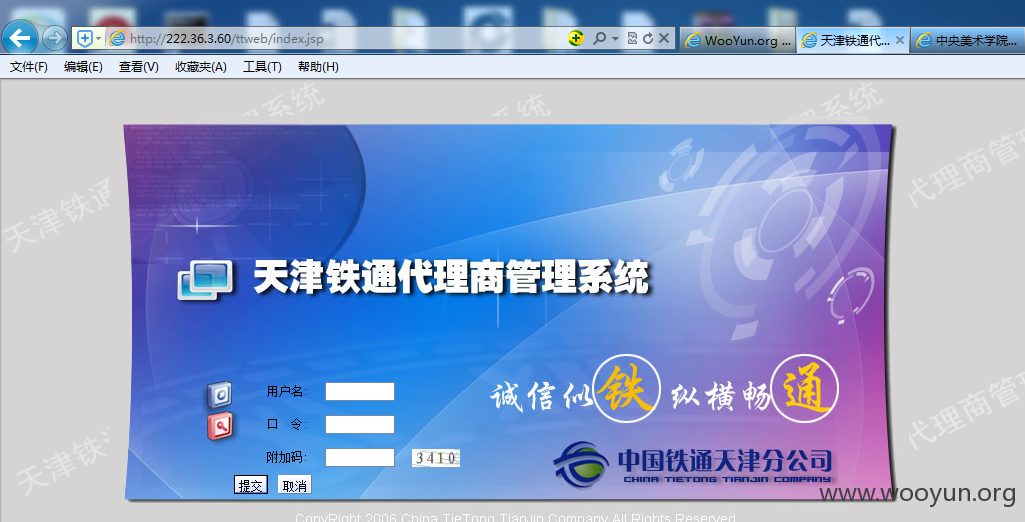 http://222.36.3.60/ttweb/index.jsp
WooYun.org ...
天津铁通代...
中央美术学院...
文件(F) 编辑(E) 查看(V) 收藏夹(A) 工具(T) 帮助(H)
天津铁通代理商管理系统
用户名:
口 令:
附加码: 3410
提交 取消
诚信似铁 纵横畅通
中国铁通天津分公司
CHINA TIETONG TIANJIN COMPANY
www.wooyun.org
CopyRight 2006 China TieTong TianJin Company All Rights Reserved